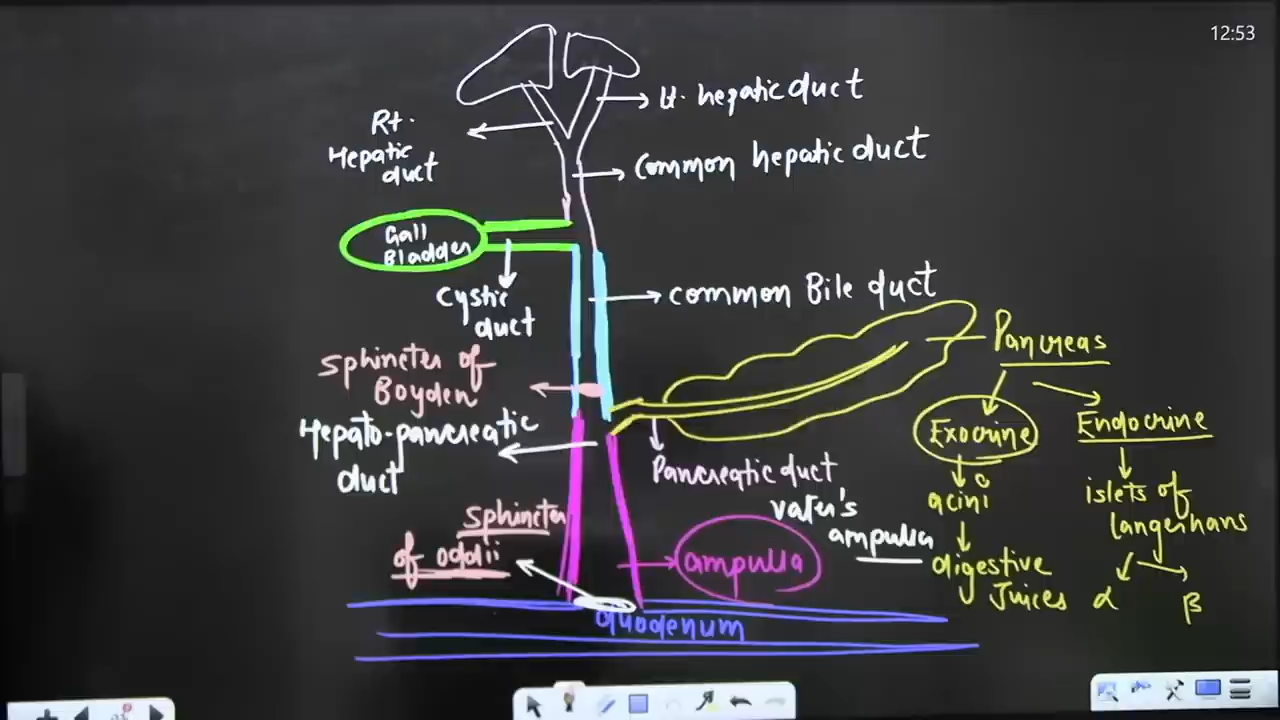 12:53
Lt. hepatic duct
Rt.
Hepatic
duct
Common hepatic duct
Gall
Bladder
Cystic
duct
Common Bile duct
Pancreas
Sphincter of
Boyden
Exocrine
Endocrine
Hepato-pancreatic
duct
Pancreatic duct
acini
islets of
langerhans
vater's
ampulla
Sphincter
of oddii
ampulla
digestive
Juices
α
β
duodenum